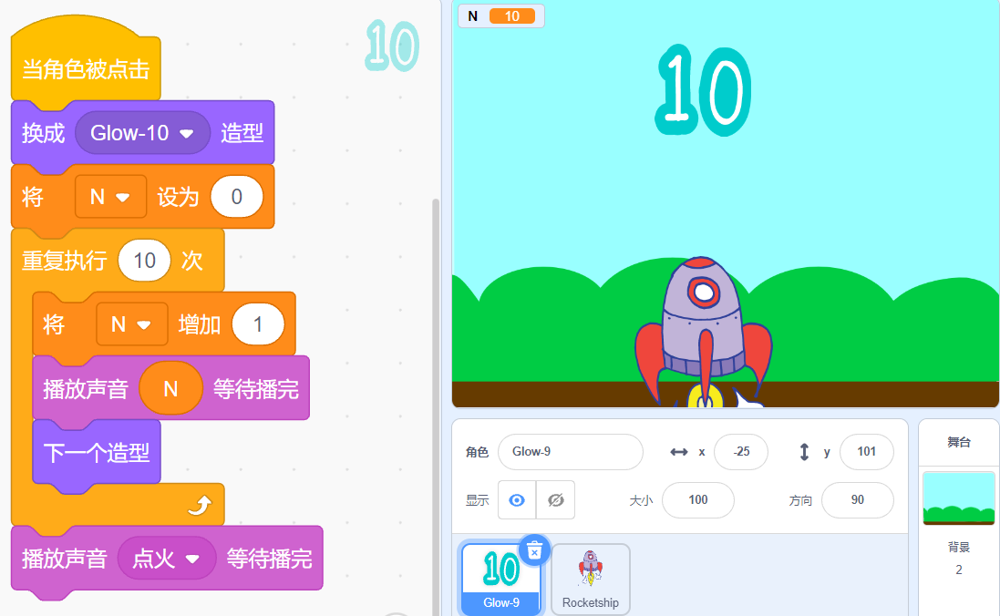 10
当角色被点击
换成 Glow-10 造型
将 N 设为 0
重复执行 10 次
将 N 增加 1
播放声音 N 等待播完
下一个造型
播放声音 点火 等待播完
N 10
10
角色 Glow-9 x -25 y 101
显示 大小 100 方向 90
10
Glow-9
Rocketship
舞台
背景
2